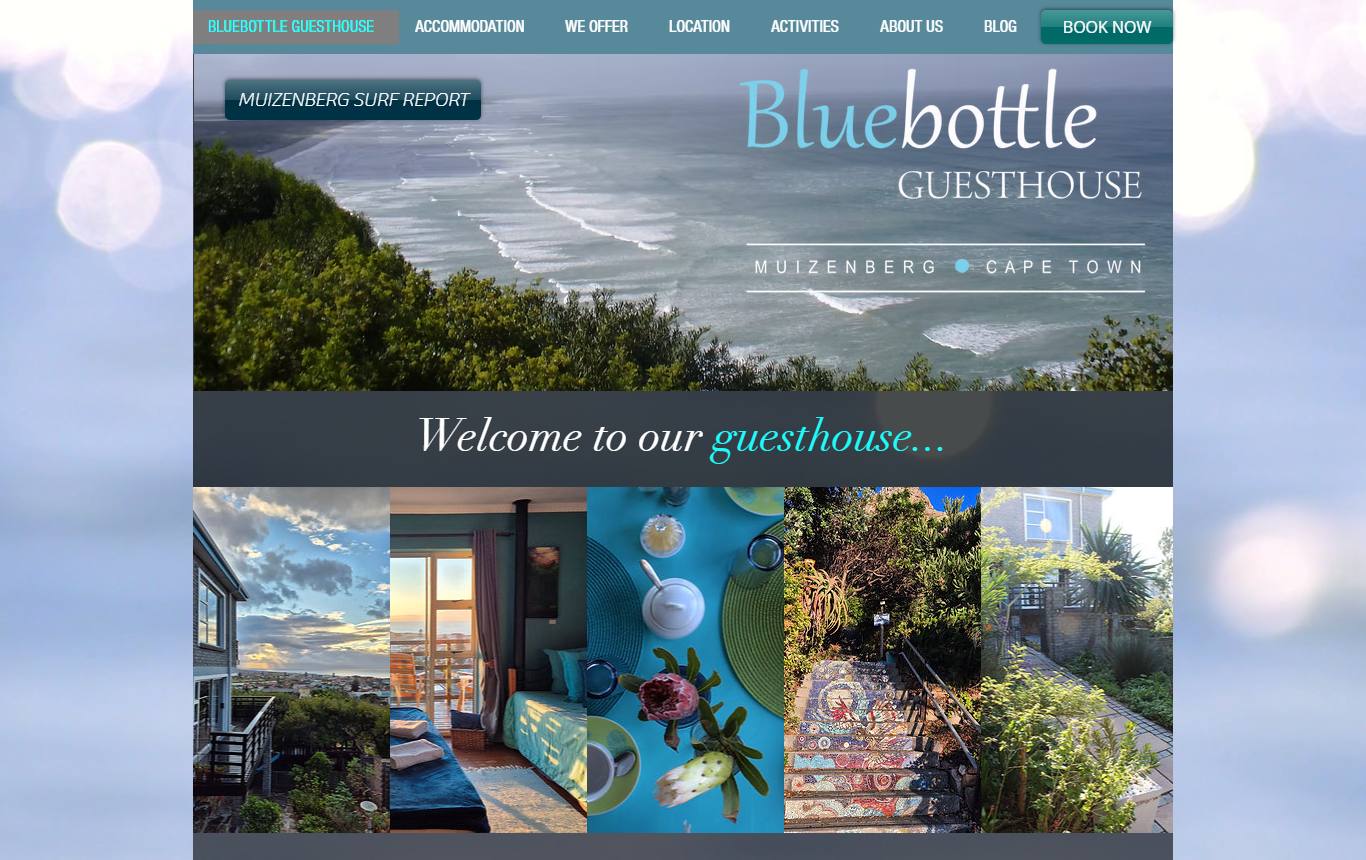 BLUEBOTTLE GUESTHOUSE ACCOMMODATION WE OFFER LOCATION ACTIVITIES ABOUT US BLOG BOOK NOW
MUIZENBERG SURF REPORT
Bluebottle
GUESTHOUSE
MUIZENBERG CAPE TOWN
Welcome to our guesthouse...